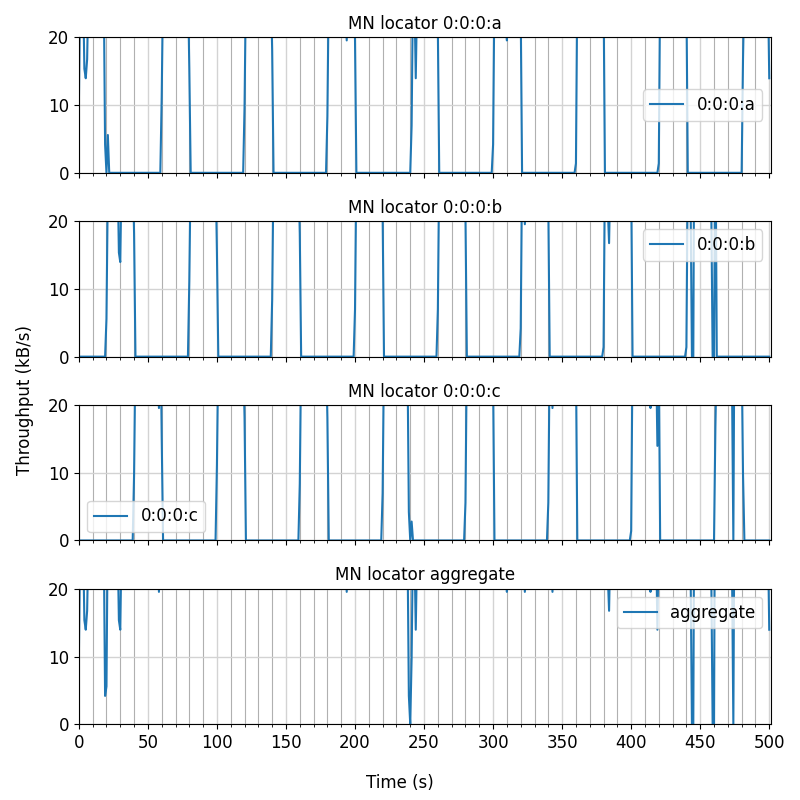 MN locator 0:0:0:a
20
10
0
0:0:0:a
MN locator 0:0:0:b
20
10
0
0:0:0:b
MN locator 0:0:0:c
20
10
0
0:0:0:c
Throughput (kB/s)
MN locator aggregate
20
10
0
aggregate
0 50 100 150 200 250 300 350 400 450 500
Time (s)